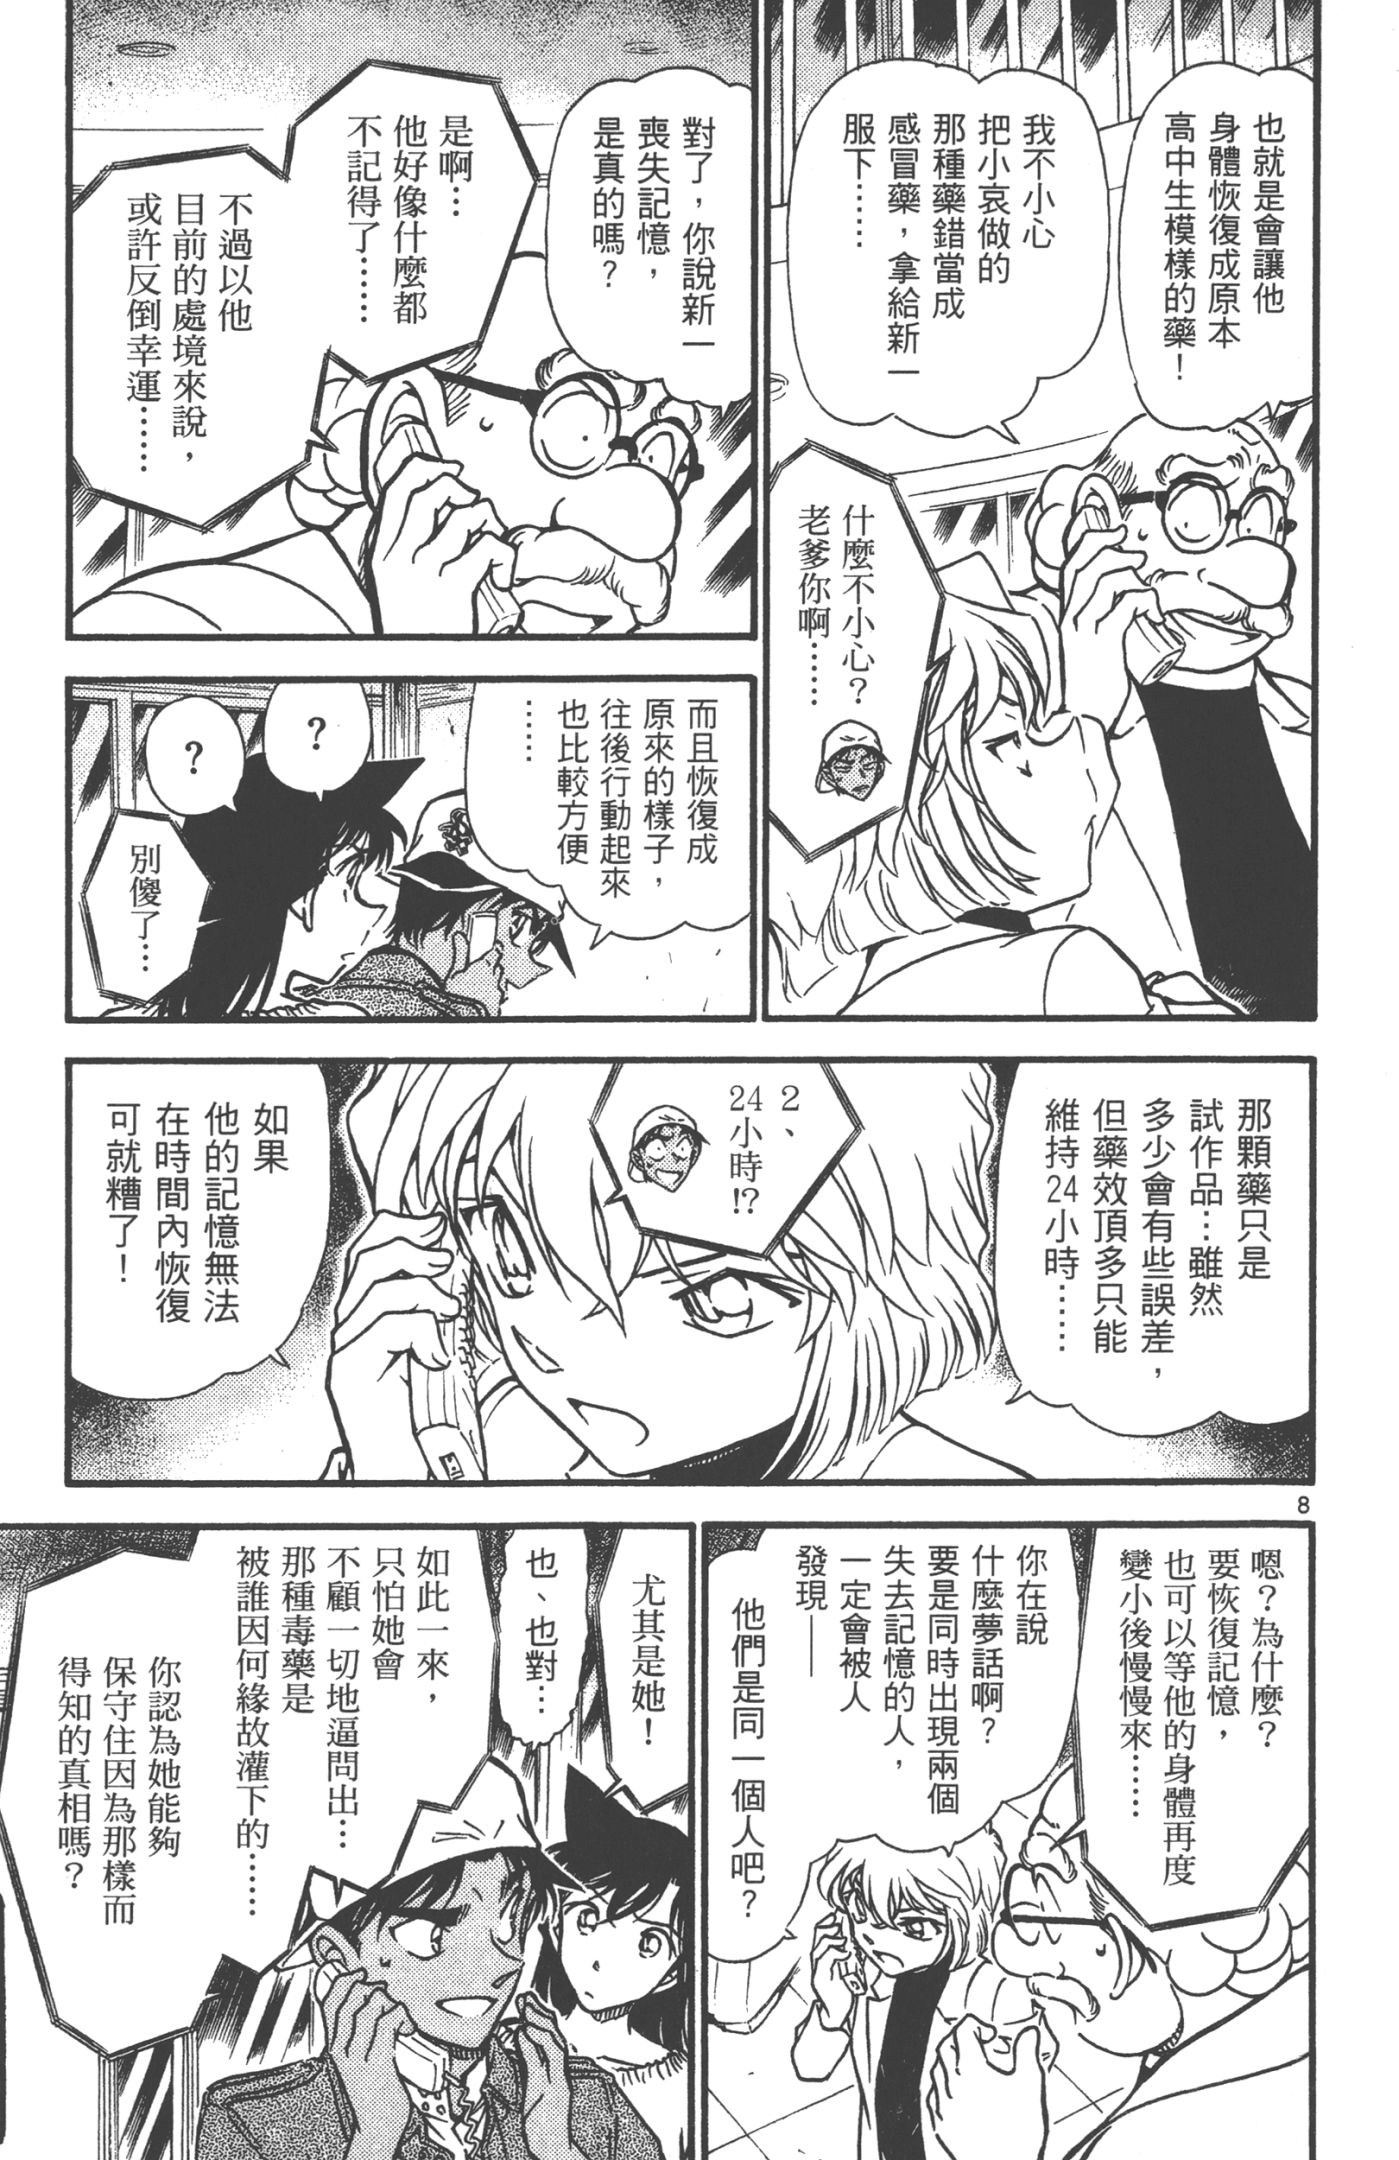 也就是會讓他
身體恢復成原本
高中生模樣的藥！
我不小心
把小哀做的
那種藥錯當成
感冒藥，拿給新一
服下……
什麼不小心？
老爹你啊……
對了，你說新一
喪失記憶，
是真的嗎？
是啊…
他好像什麼都
不記得了……
不過以他
目前的處境來說，
或許反倒幸運……
而且恢復成
原來的樣子，
往後行動起來
也比較方便
……
？
？
別傻了…
那顆藥只是
試作品…雖然
多少會有些誤差，
但藥效頂多只能
維持24小時……
2、
24小時!?
如果
他的記憶無法
在時間內恢復
可就糟了！
8
嗯？為什麼？
要恢復記憶，
也可以等他的身體再度
變小後慢慢來……
你在說
什麼夢話啊？
要是同時出現兩個
失去記憶的人，
一定會被人
發現──
他們是同一個人吧？
尤其是她！
也、也對…
如此一來，
只怕她會
不顧一切地逼問出…
那種毒藥是
被誰因何緣故灌下的……
你認為她能夠
保守住因為那樣而
得知的真相嗎？